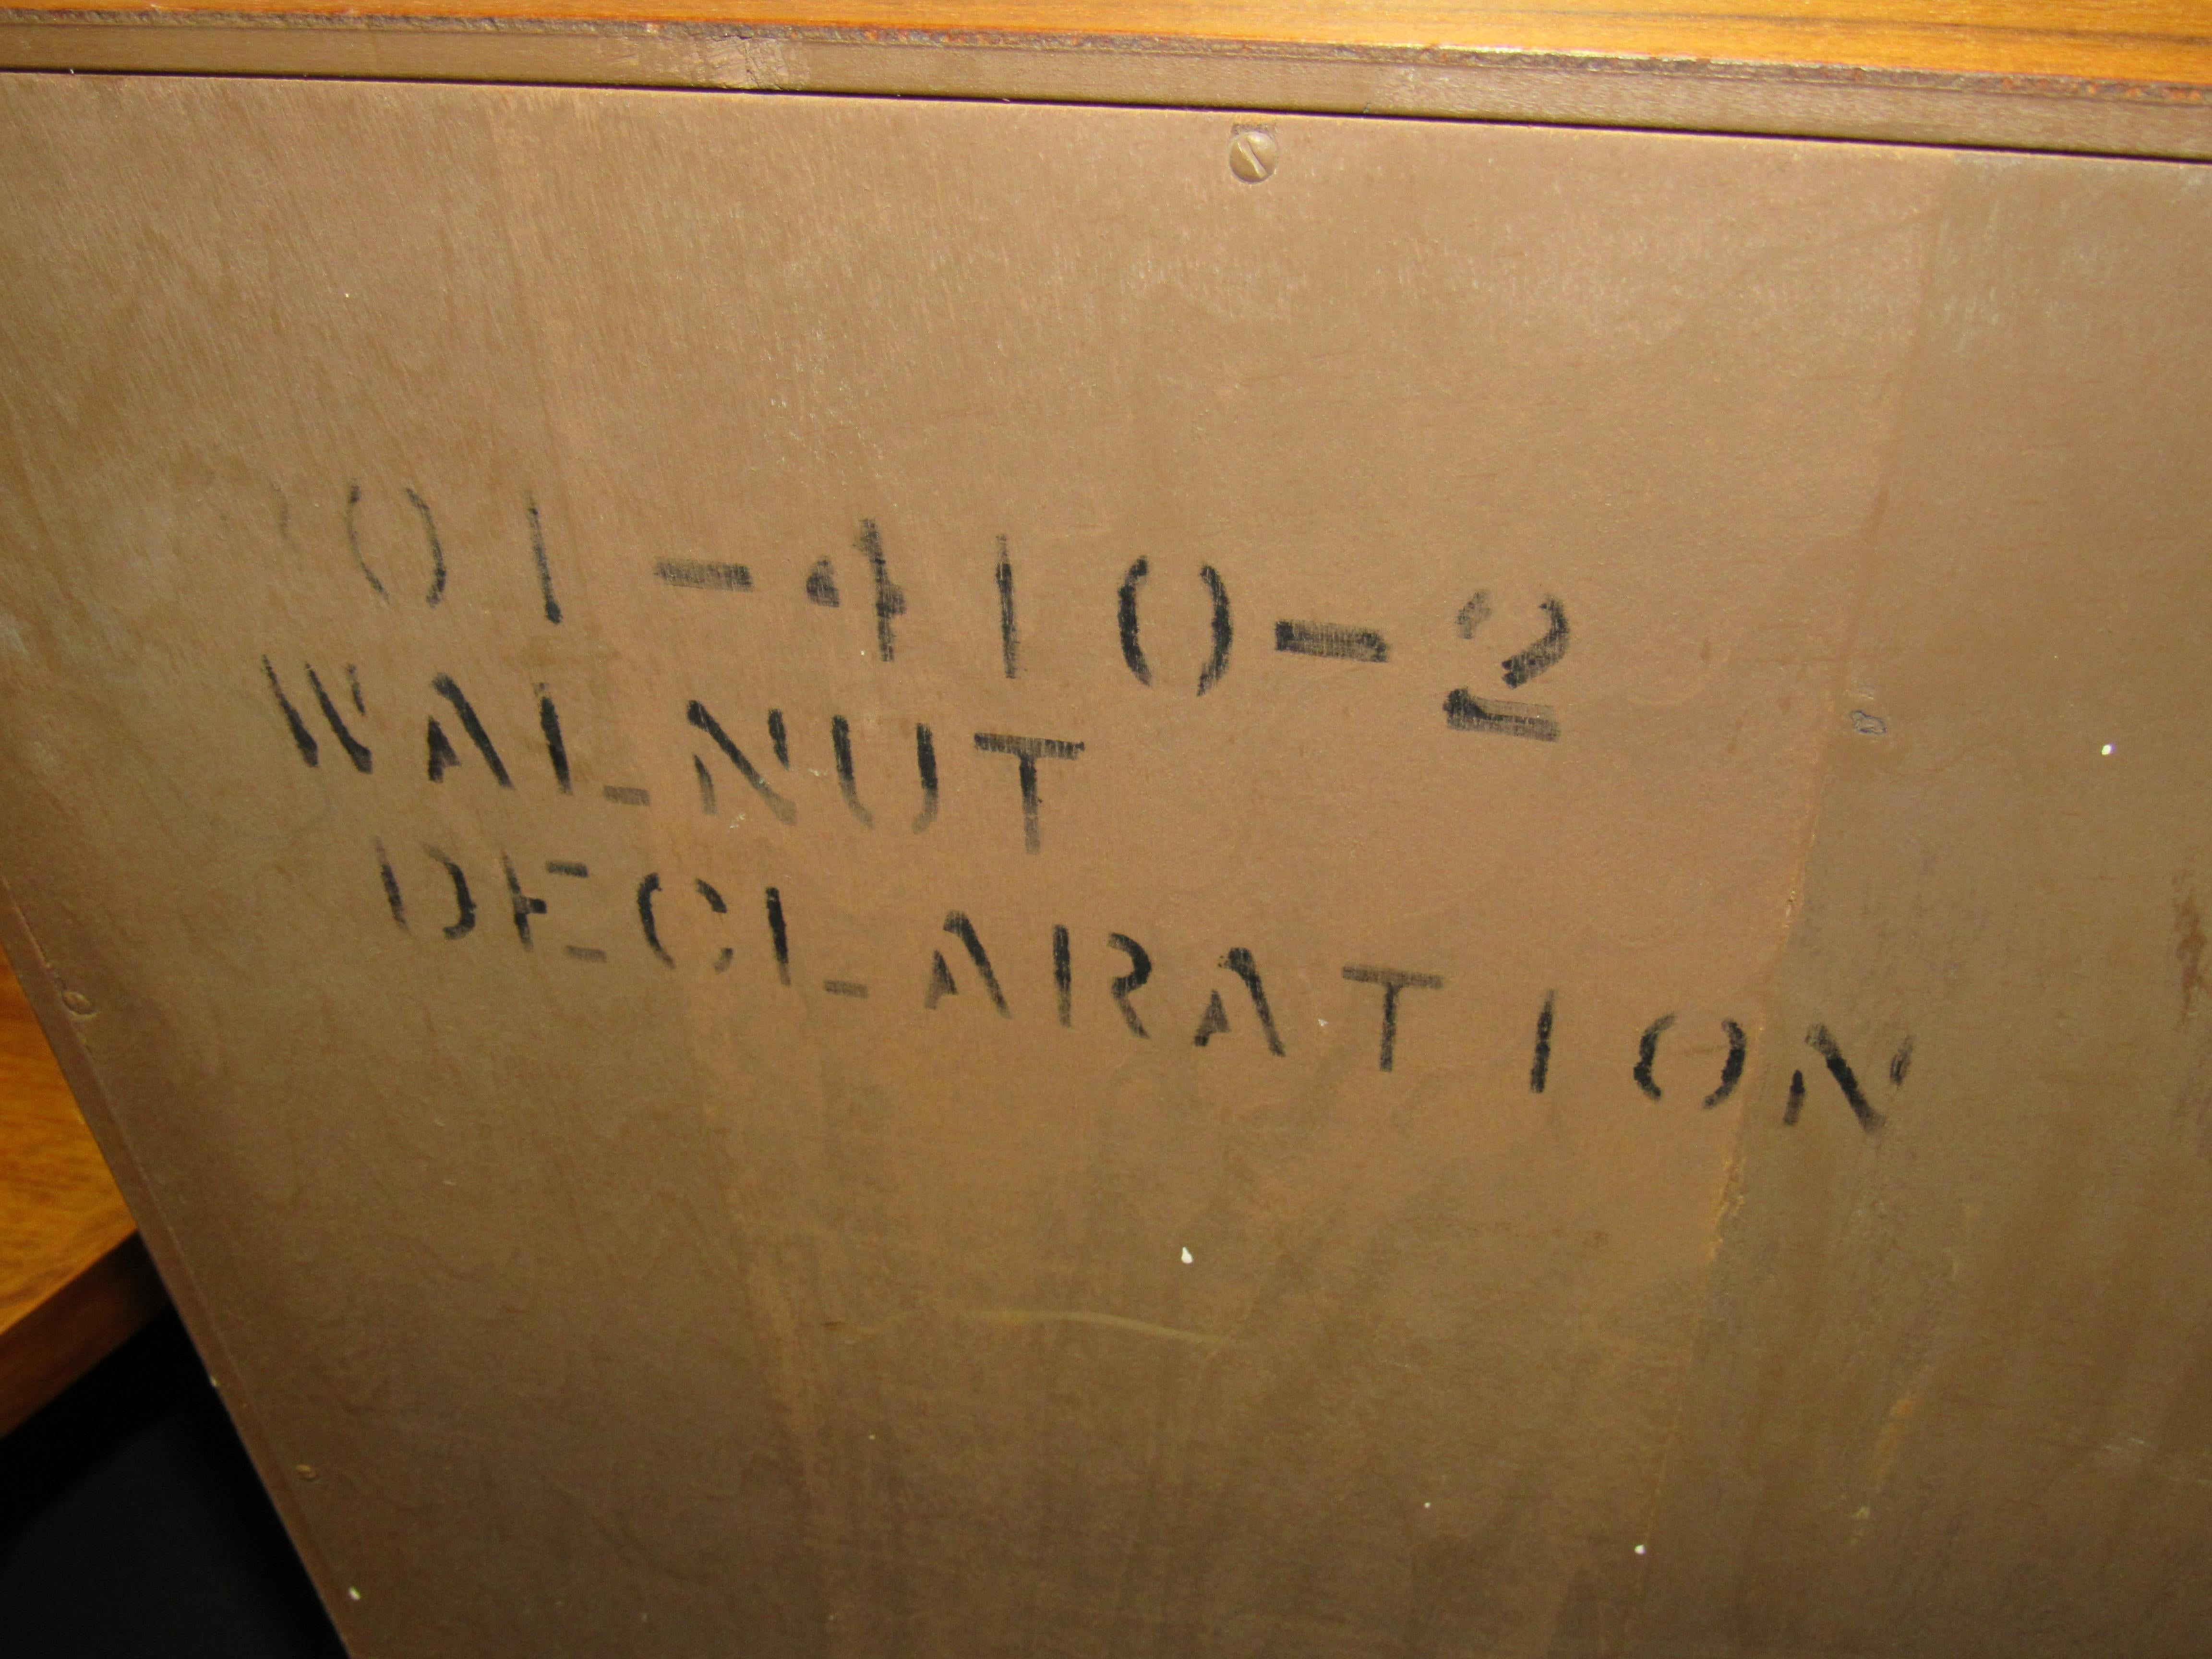 01-410-2
WALNUT
DECLARATION